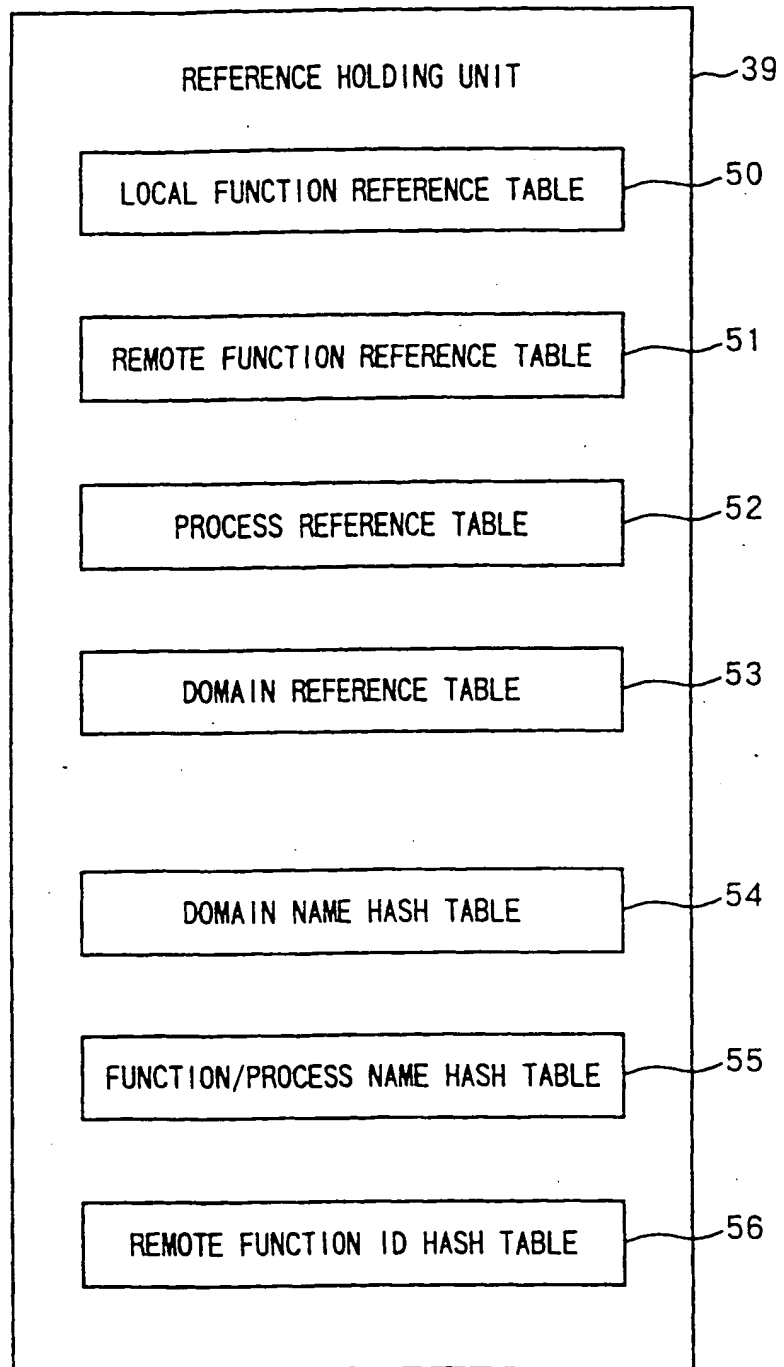 REFERENCE HOLDING UNIT
39
LOCAL FUNCTION REFERENCE TABLE
50
REMOTE FUNCTION REFERENCE TABLE
51
PROCESS REFERENCE TABLE
52
DOMAIN REFERENCE TABLE
53
DOMAIN NAME HASH TABLE
54
FUNCTION/PROCESS NAME HASH TABLE
55
REMOTE FUNCTION ID HASH TABLE
56